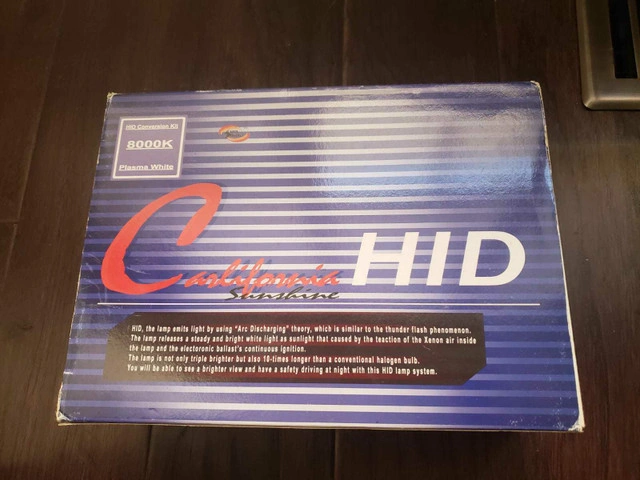 HID Conversion Kit
8000K
Plasma White
Carlifornia
Sunshine
HID
HID, the lamp emits light by using "Arc Discharging" theory, which is similar to the thunder flash phenomenon.
The lamp releases a steady and bright white light as sunlight that caused by the teaction of the Xenon air inside
the lamp and the electoronic ballast's continuous ignition.
The lamp is not only triple brighter but also 10-times longer than a conventional halogen bulb.
You will be able to see a brighter view and have a safety driving at night with this HID lamp system.